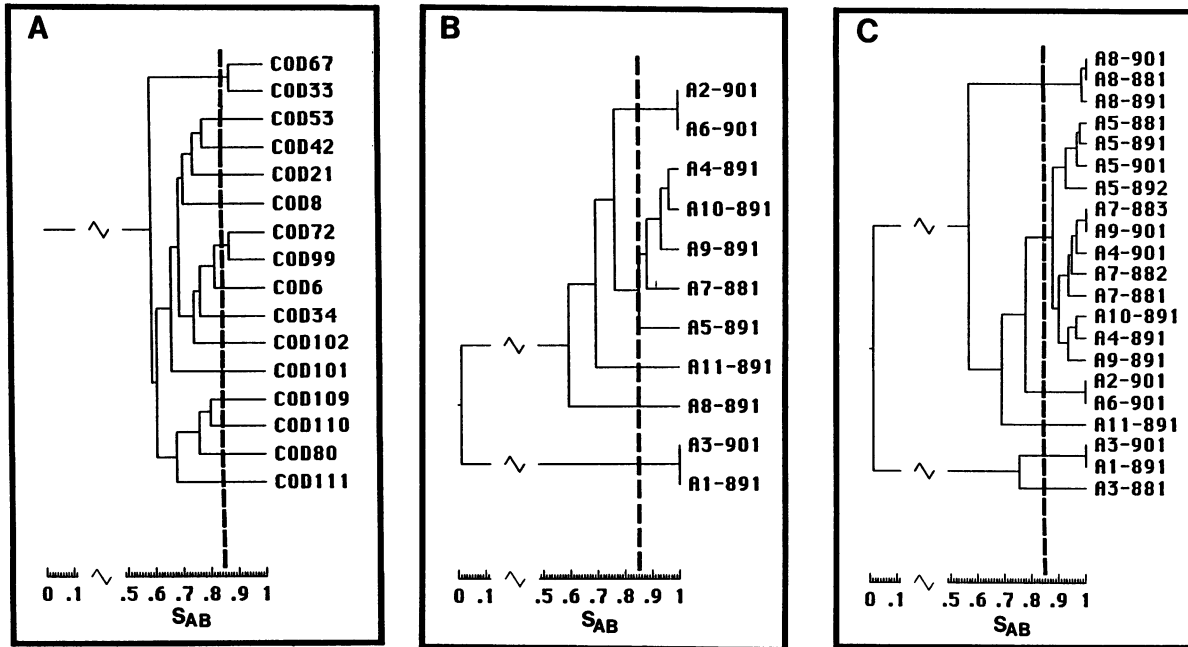 A
COD67
COD33
COD53
COD42
COD21
COD8
COD72
COD99
COD6
COD34
COD102
COD101
COD109
COD110
COD80
COD111
0 .1 .5 .6 .7 .8 .9 1
SAB
B
A2-901
A6-901
A4-891
A10-891
A9-891
A7-881
A5-891
A11-891
A8-891
A3-901
A1-891
0 .1 .5 .6 .7 .8 .9 1
SAB
C
A8-901
A8-881
A8-891
A5-881
A5-891
A5-901
A5-892
A7-883
A9-901
A4-901
A7-882
A7-881
A10-891
A4-891
A9-891
A2-901
A6-901
A11-891
A3-901
A1-891
A3-881
0 .1 .5 .6 .7 .8 .9 1
SAB